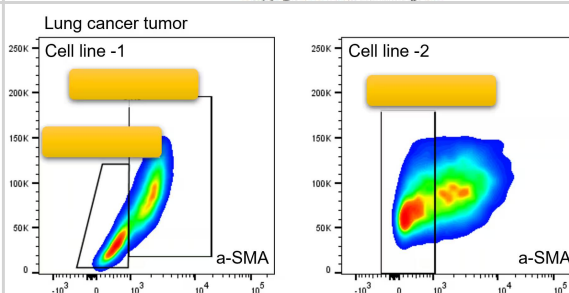 Lung cancer tumor
Cell line -1
Cell line -2
250K
200K
150K
100K
50K
0
a-SMA
-10³ 0 10³ 10⁴ 10⁵
250K
200K
150K
100K
50K
0
a-SMA
-10³ 0 10³ 10⁴ 10⁵